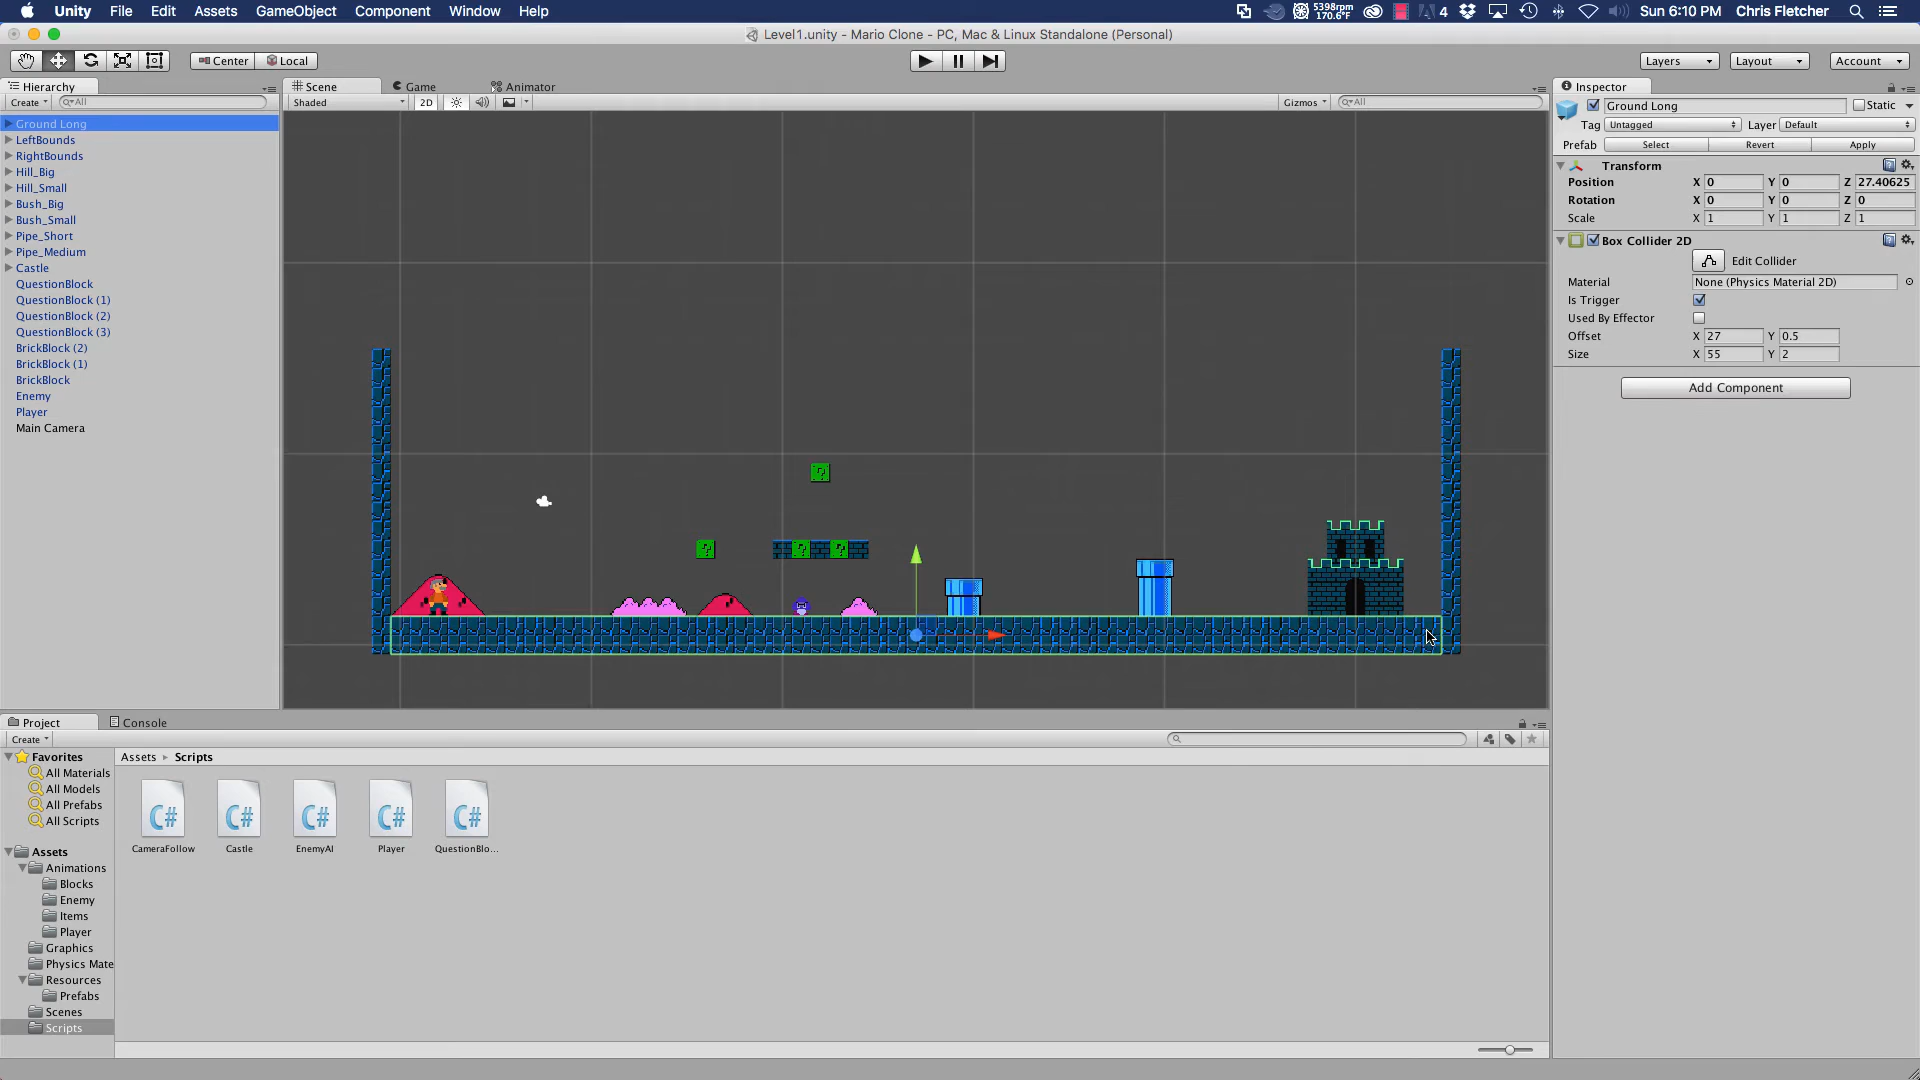 Unity File Edit Assets GameObject Component Window Help 5398rpm 170.6°F 4 Sun 6:10 PM Chris Fletcher
Level1.unity - Mario Clone - PC, Mac & Linux Standalone (Personal)
Center Local Layers Layout Account
Hierarchy Scene Game Animator Inspector
Create All Shaded 2D Gizmos All
Ground Long
LeftBounds
RightBounds
Hill_Big
Hill_Small
Bush_Big
Bush_Small
Pipe_Short
Pipe_Medium
Castle
QuestionBlock
QuestionBlock (1)
QuestionBlock (2)
QuestionBlock (3)
BrickBlock (2)
BrickBlock (1)
BrickBlock
Enemy
Player
Main Camera
?
? ? ?
Ground Long Static
Tag Untagged Layer Default
Prefab Select Revert Apply
Transform
Position X 0 Y 0 Z 27.40625
Rotation X 0 Y 0 Z 0
Scale X 1 Y 1 Z 1
Box Collider 2D
Edit Collider
Material None (Physics Material 2D)
Is Trigger
Used By Effector
Offset X 27 Y 0.5
Size X 55 Y 2
Add Component
Project Console
Create
Favorites
All Materials
All Models
All Prefabs
All Scripts
Assets
Animations
Blocks
Enemy
Items
Player
Graphics
Physics Mate
Resources
Prefabs
Scenes
Scripts
Assets Scripts
C# C# C# C# C#
CameraFollow Castle EnemyAI Player QuestionBlo...